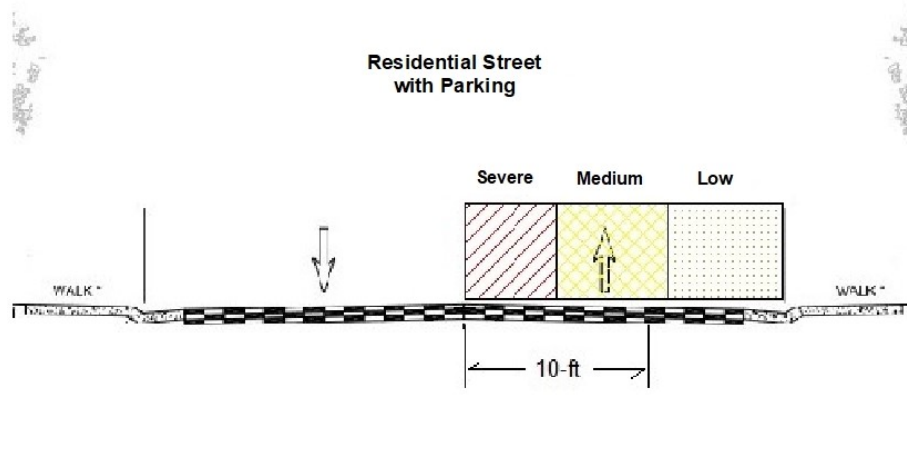 Residential Street
with Parking
Severe Medium Low
WALK *
WALK *
10-ft